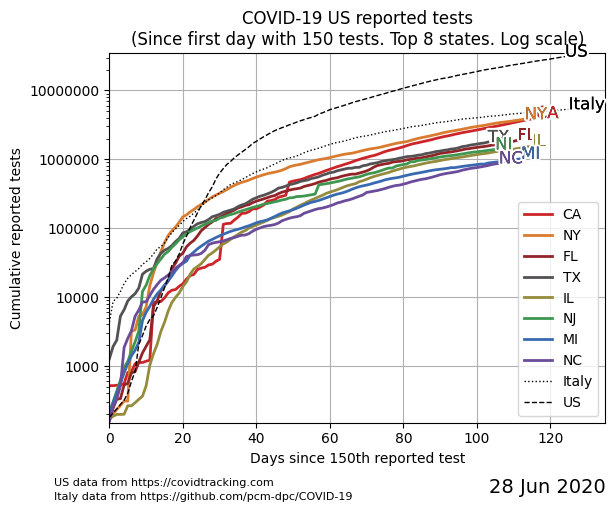 COVID-19 US reported tests
(Since first day with 150 tests. Top 8 states. Log scale)
US
Italy
NY CA
TX FL
NJ IL
NC MI
10000000
1000000
100000
10000
1000
Cumulative reported tests
CA
NY
FL
TX
IL
NJ
MI
NC
Italy
US
0 20 40 60 80 100 120
Days since 150th reported test
US data from https://covidtracking.com
Italy data from https://github.com/pcm-dpc/COVID-19
28 Jun 2020